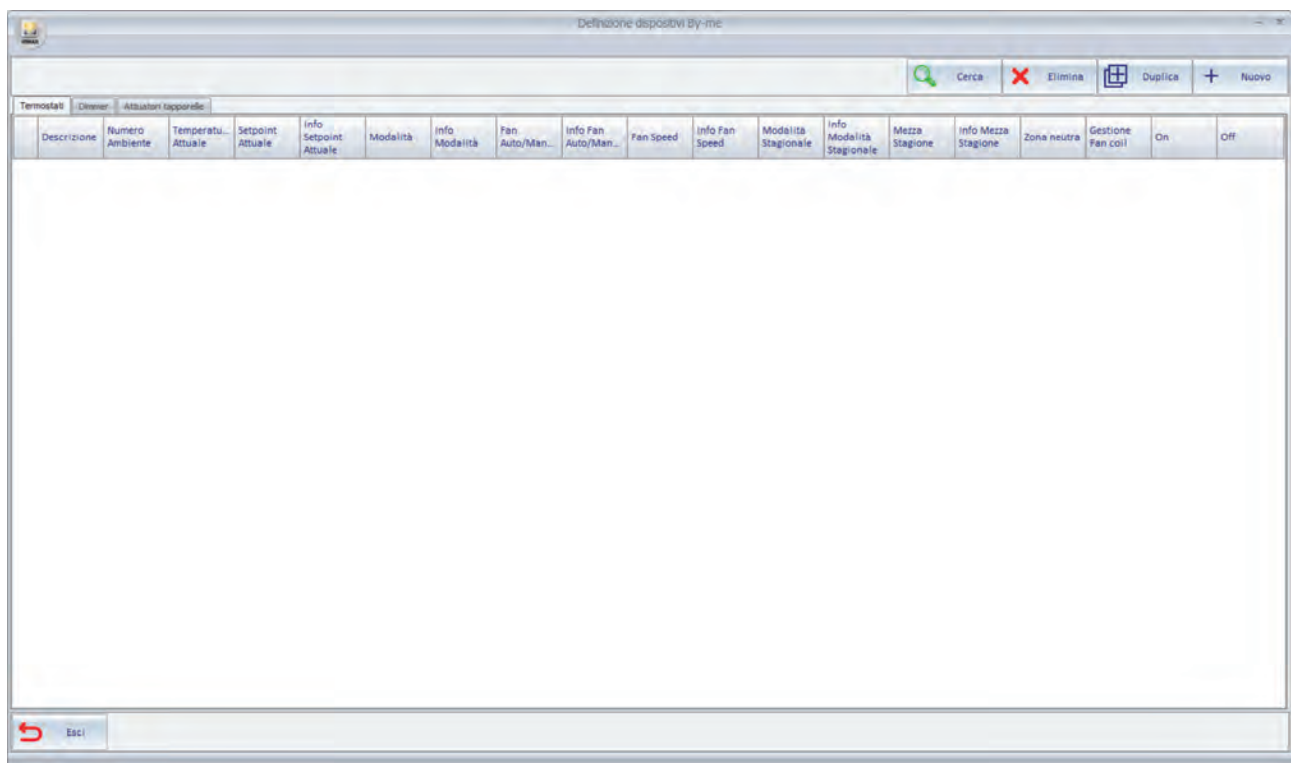 Definizione dispositivi By-me
Cerca Elimina Duplica Nuovo
Termostati Dimmer Attuatori tapparelle
Descrizione
Numero
Ambiente
Temperatu...
Attuale
Setpoint
Attuale
Info
Setpoint
Attuale
Modalità
Info
Modalità
Fan
Auto/Man...
Info Fan
Auto/Man...
Fan Speed
Info Fan
Speed
Modalità
Stagionale
Info
Modalità
Stagionale
Mezza
Stagione
Info Mezza
Stagione
Zona neutra
Gestione
Fan coil
On
Off
Esci